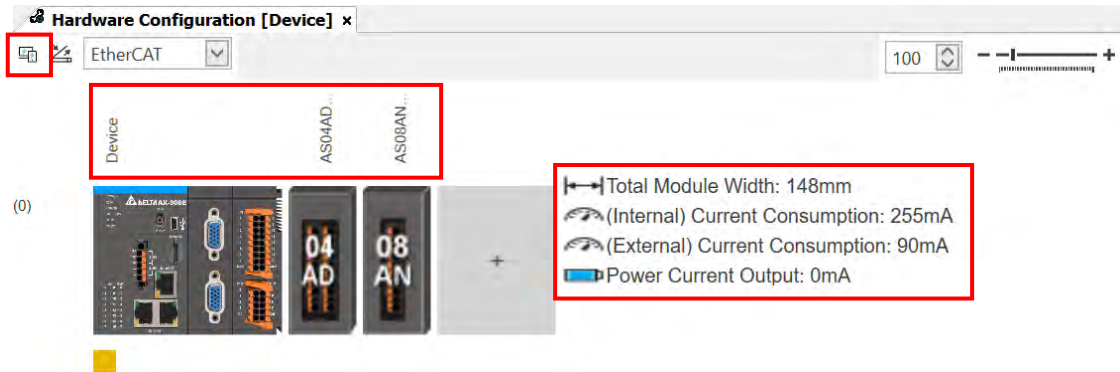 Hardware Configuration [Device] ×
EtherCAT
100
Device
AS04AD...
AS08AN...
(0)
04
AD
08
AN
+
Total Module Width: 148mm
(Internal) Current Consumption: 255mA
(External) Current Consumption: 90mA
Power Current Output: 0mA